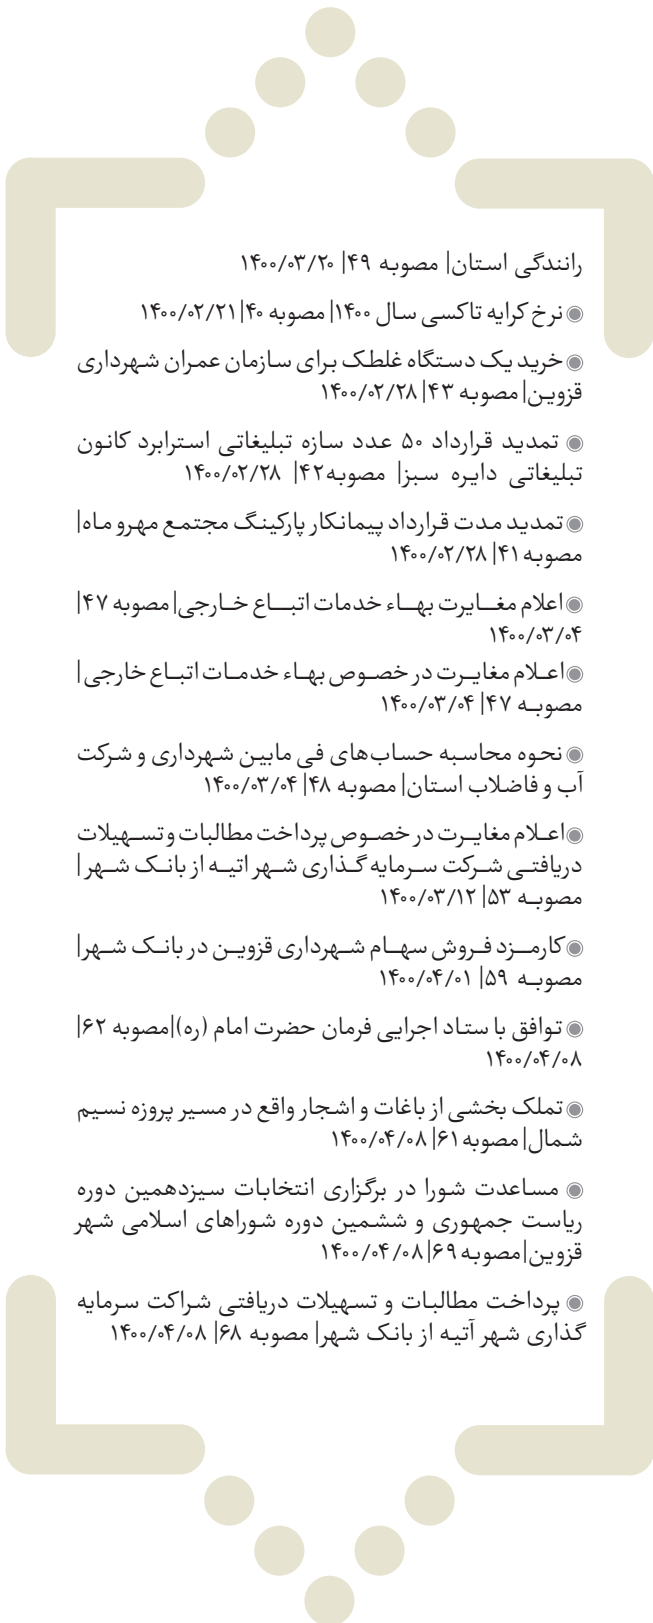 رانندگی استان| مصوبه ۴۹| ۱۴۰۰/۰۳/۲۰
◉ نرخ کرایه تاکسی سال ۱۴۰۰| مصوبه ۴۰| ۱۴۰۰/۰۲/۲۱
◉ خرید یک دستگاه غلطک برای سازمان عمران شهرداری
قزوین| مصوبه ۴۳| ۱۴۰۰/۰۲/۲۸
◉ تمدید قرارداد ۵۰ عدد سازه تبلیغاتی استرابرد کانون
تبلیغاتی دایره سبز| مصوبه۴۲| ۱۴۰۰/۰۲/۲۸
◉ تمدید مدت قرارداد پیمانکار پارکینگ مجتمع مهرو ماه|
مصوبه ۴۱| ۱۴۰۰/۰۲/۲۸
◉ اعلام مغایرت بهاء خدمات اتباع خارجی| مصوبه ۴۷|
۱۴۰۰/۰۳/۰۴
◉ اعلام مغایرت در خصوص بهاء خدمات اتباع خارجی|
مصوبه ۴۷| ۱۴۰۰/۰۳/۰۴
◉ نحوه محاسبه حساب‌های فی مابین شهرداری و شرکت
آب و فاضلاب استان| مصوبه ۴۸| ۱۴۰۰/۰۳/۰۴
◉ اعلام مغایرت در خصوص پرداخت مطالبات و تسهیلات
دریافتی شرکت سرمایه گذاری شهر اتیه از بانک شهر|
مصوبه ۵۳| ۱۴۰۰/۰۳/۱۲
◉ کارمزد فروش سهام شهرداری قزوین در بانک شهر|
مصوبه ۵۹| ۱۴۰۰/۰۴/۰۱
◉ توافق با ستاد اجرایی فرمان حضرت امام (ره)|مصوبه ۶۲|
۱۴۰۰/۰۴/۰۸
◉ تملک بخشی از باغات و اشجار واقع در مسیر پروزه نسیم
شمال| مصوبه ۶۱| ۱۴۰۰/۰۴/۰۸
◉ مساعدت شورا در برگزاری انتخابات سیزدهمین دوره
ریاست جمهوری و ششمین دوره شوراهای اسلامی شهر
قزوین|مصوبه ۶۹| ۱۴۰۰/۰۴/۰۸
◉ پرداخت مطالبات و تسهیلات دریافتی شراکت سرمایه
گذاری شهر آتیه از بانک شهر| مصوبه ۶۸| ۱۴۰۰/۰۴/۰۸